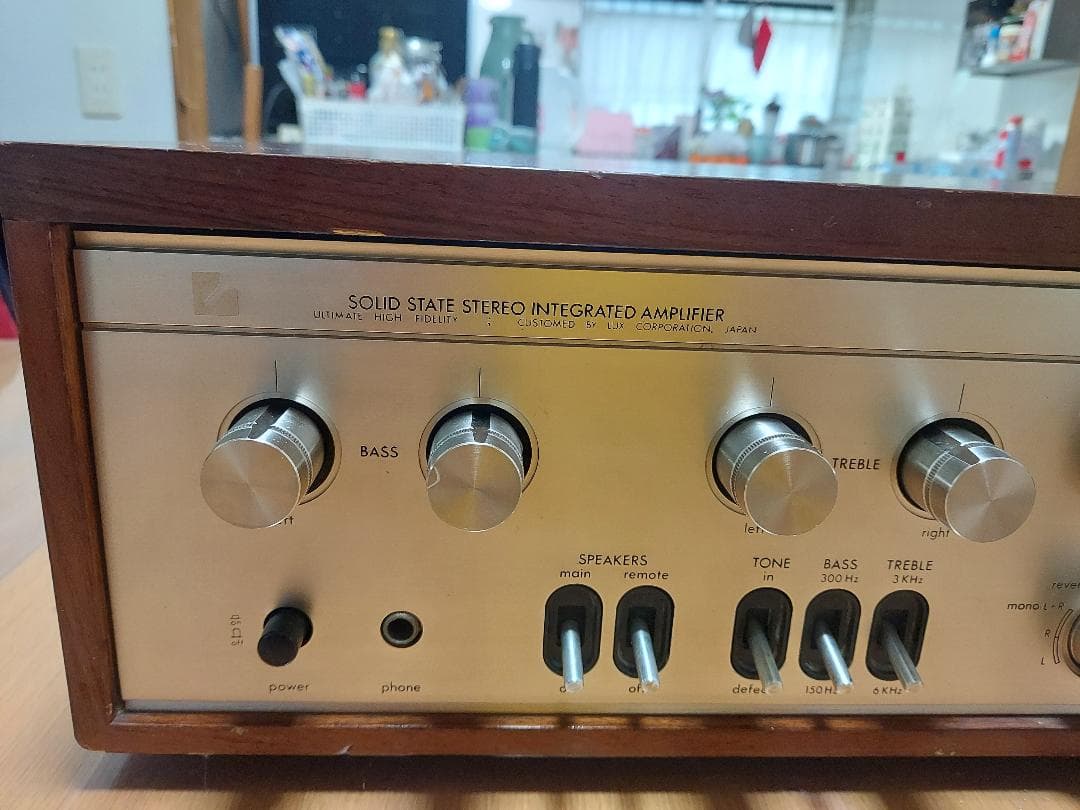 SOLID STATE STEREO INTEGRATED AMPLIFIER
ULTIMATE HIGH FIDELITY ; CUSTOMED BY LUX CORPORATION, JAPAN
BASS
TREBLE
left
right
SPEAKERS
main remote
TONE
in
BASS
300 Hz
TREBLE
3 KHz
mono L+R
R
L
power
phone
off
150 Hz
6 KHz